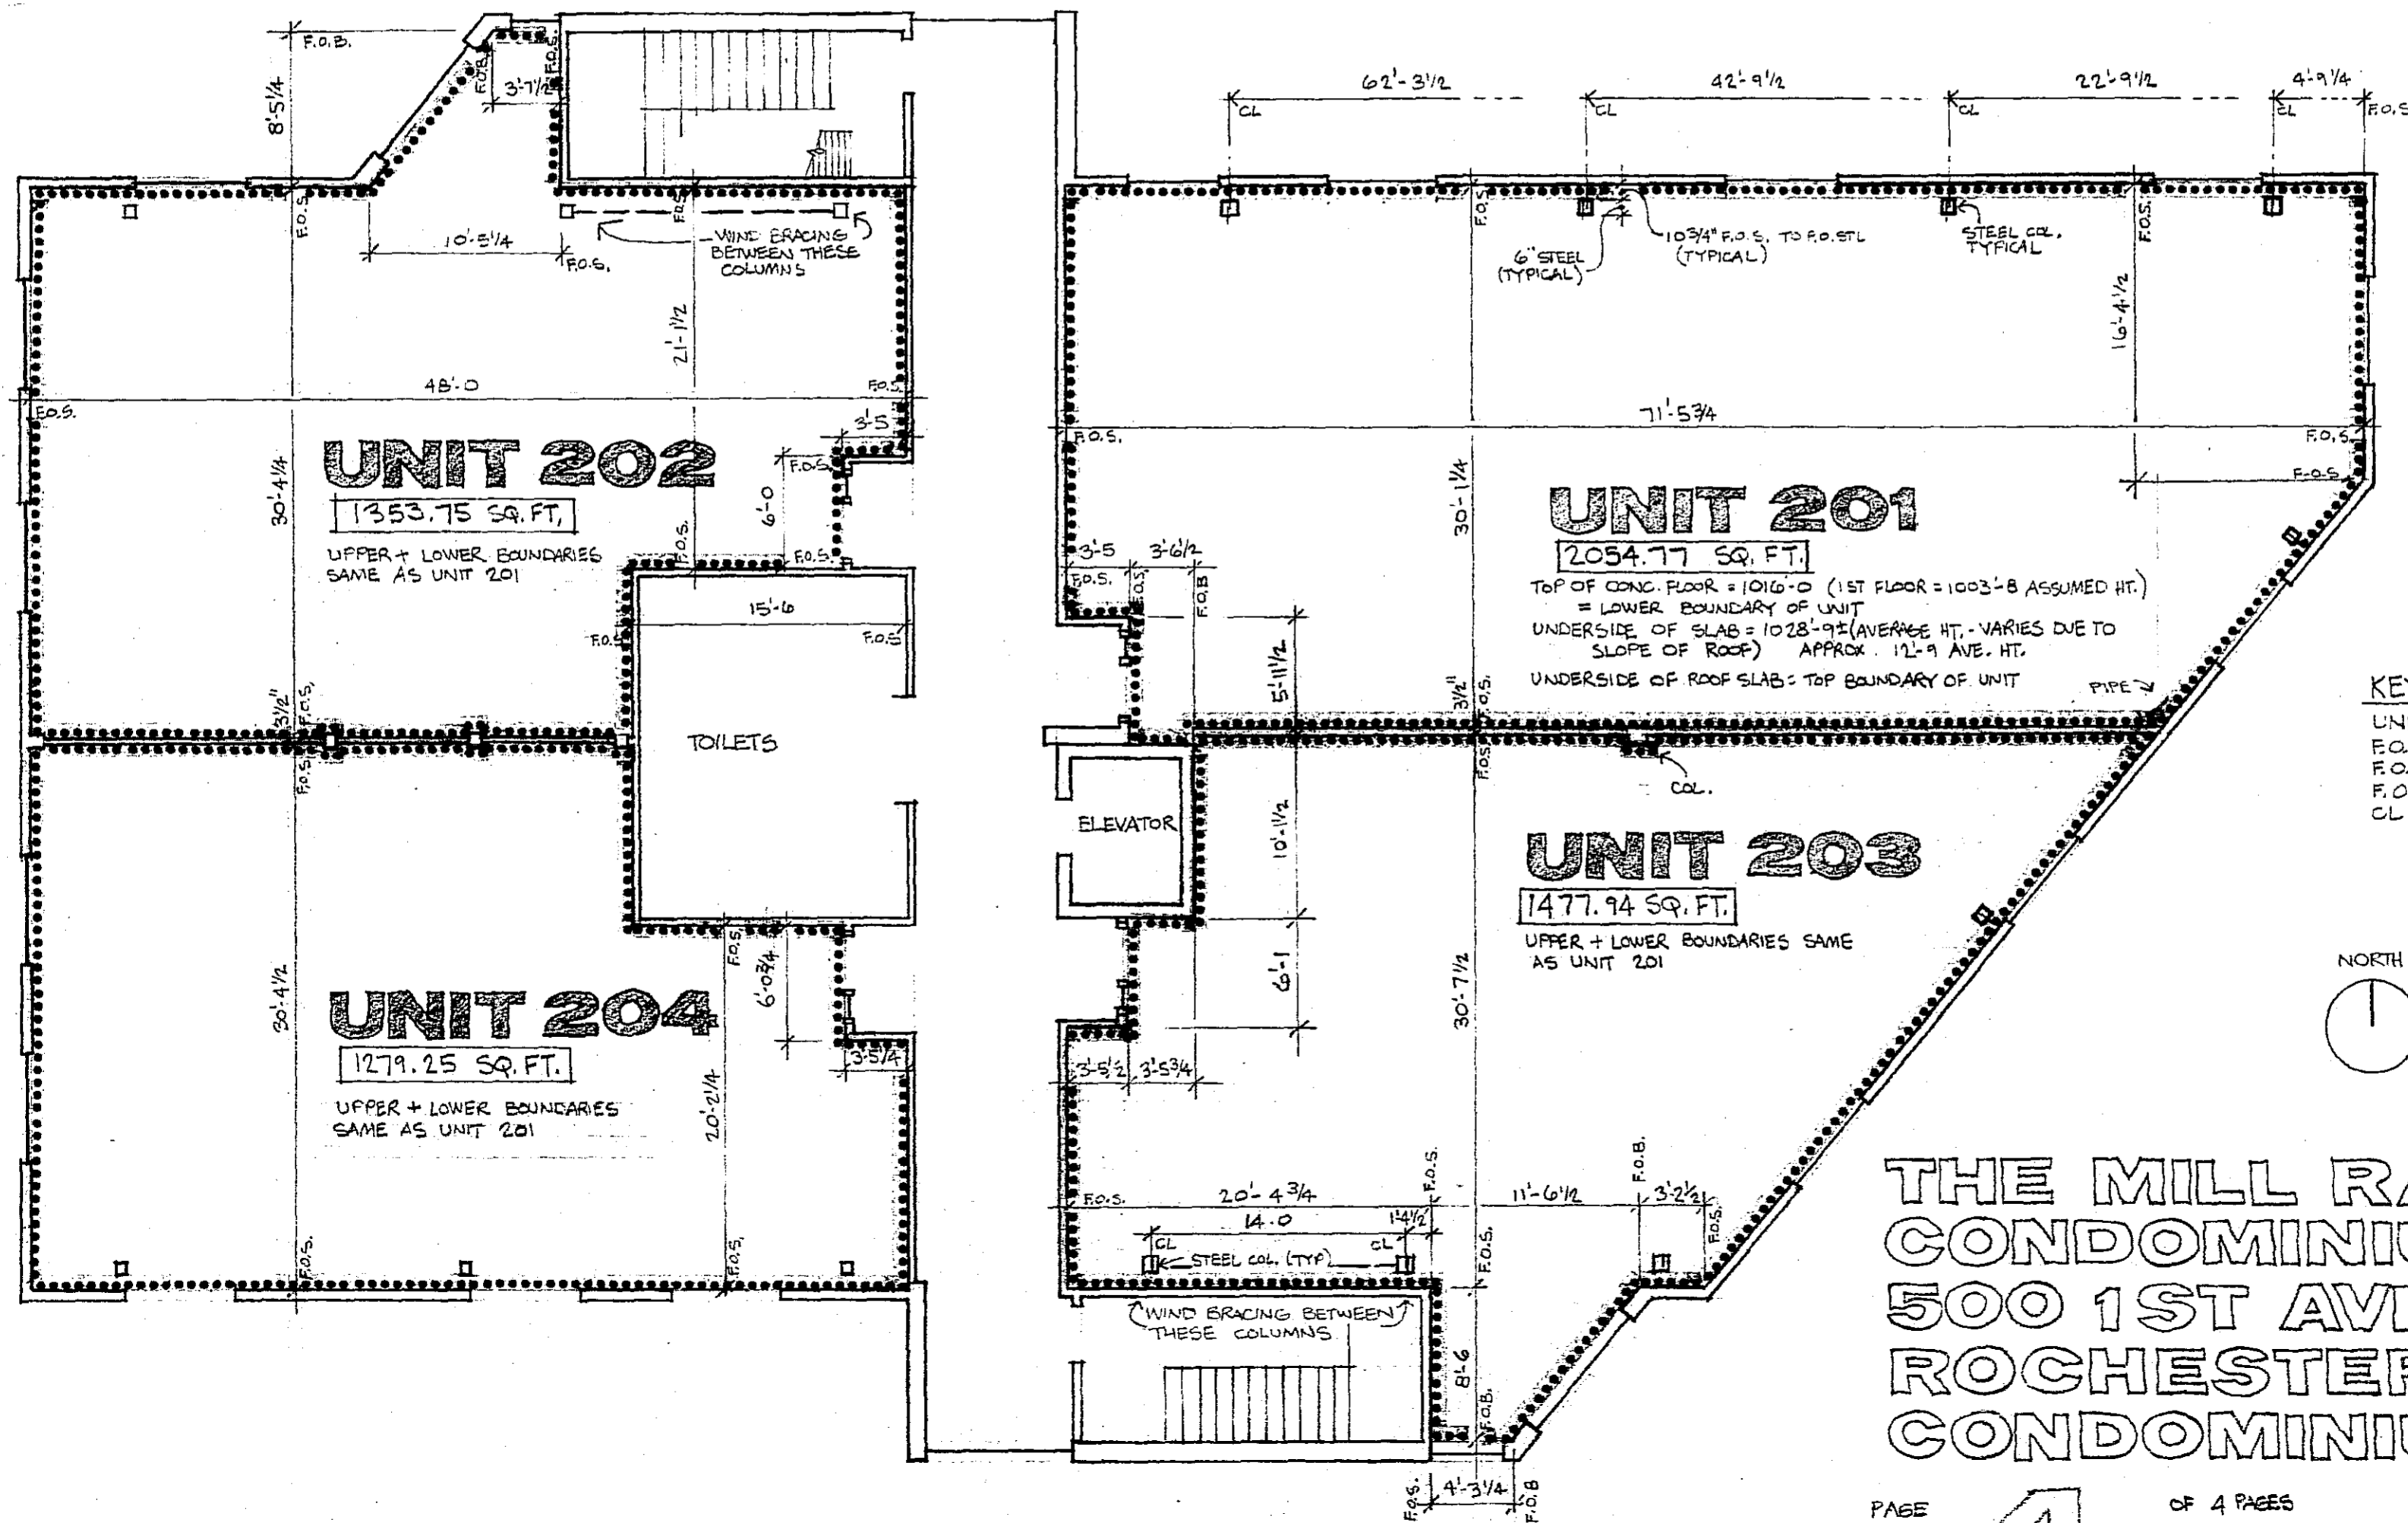 F.O.B.
8'-5 1/4
F.O.B.
F.O.S.
3'-7 1/2
62'-3 1/2
42'-9 1/2
22'-9 1/2
4'-9 1/4
CL
CL
CL
CL
F.O.S
F.O.S.
10'-5 1/4
F.O.S.
F.O.S.
WIND BRACING
BETWEEN THESE
COLUMNS
F.O.S.
6" STEEL
(TYPICAL)
10 3/4" F.O.S. TO F.O.STL
(TYPICAL)
STEEL COL.
TYPICAL
F.O.S.
16'-4 1/2
21'-1 1/2
48'-0
F.O.S.
F.O.S.
3'-5
71'-5 3/4
F.O.S.
F.O.S.
F.O.S
UNIT 202
1353.75 SQ.FT.
UPPER + LOWER BOUNDARIES
SAME AS UNIT 201
30'-4 1/4
F.O.S.
6'-0
F.O.S.
F.O.S.
30'-1 1/4
UNIT 201
2054.77 SQ. FT.
TOP OF CONC. FLOOR = 1016'-0 (1ST FLOOR = 1003'-8 ASSUMED HT.)
= LOWER BOUNDARY OF UNIT
UNDERSIDE OF SLAB = 1028'-9± (AVERAGE HT. - VARIES DUE TO
SLOPE OF ROOF) APPROX. 12'-9 AVE. HT.
UNDERSIDE OF ROOF SLAB = TOP BOUNDARY OF UNIT
3'-5
3'-6 1/2
F.O.S.
F.O.S.
F.O.B
15'-6
F.O.S
F.O.S
5'-11 1/2
3 1/2"
F.O.S.
3 1/2"
F.O.S.
PIPE
KE
UN
F.O
F.O
F.O
CL
TOILETS
F.O.S
F.O.S.
COL.
ELEVATOR
10'-1 1/2
UNIT 203
1477.94 SQ. FT.
UPPER + LOWER BOUNDARIES SAME
AS UNIT 201
F.O.S.
6'-0 3/4
6'-1
30'-7 1/2
30'-4 1/2
UNIT 204
1279.25 SQ. FT.
UPPER + LOWER BOUNDARIES
SAME AS UNIT 201
20'-2 1/4
3'-5 1/4
3'-5 1/2
3'-5 3/4
NORTH
F.O.S.
20'-4 3/4
F.O.S.
11'-6 1/2
F.O.B.
3'-2 1/2
F.O.S.
14'-0
1'-4 1/2
CL
CL
STEEL COL. (TYP)
F.O.S.
F.O.S.
F.O.S.
WIND BRACING BETWEEN
THESE COLUMNS
8'-6
F.O.B.
F.O.S.
4'-3 1/4
F.O.B
THE MILL RA
CONDOMINIU
500 1ST AV
ROCHESTER
CONDOMINIU
PAGE 4 OF 4 PAGES